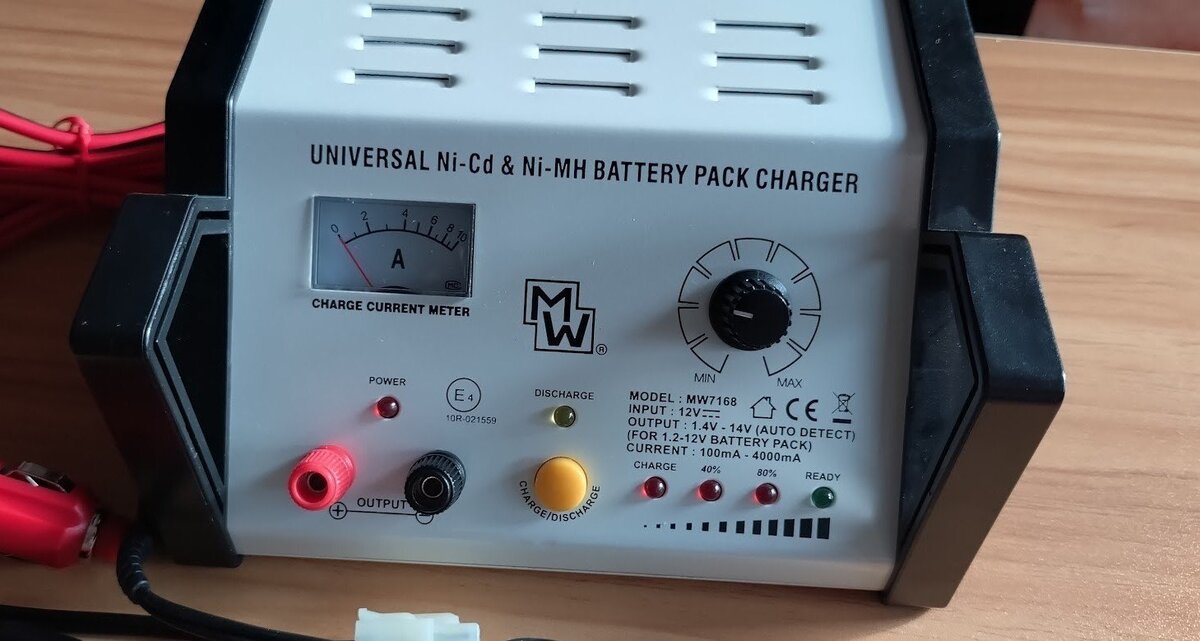 UNIVERSAL Ni-Cd & Ni-MH BATTERY PACK CHARGER
0 2 4 6 8 10
A
MC
CHARGE CURRENT METER
MW®
MIN MAX
POWER
E4
10R-021559
DISCHARGE
MODEL : MW7168
INPUT : 12V⎓
CE
OUTPUT : 1.4V - 14V (AUTO DETECT)
(FOR 1.2-12V BATTERY PACK)
CURRENT : 100mA - 4000mA
CHARGE 40% 80% READY
+ OUTPUT -
CHARGE/DISCHARGE